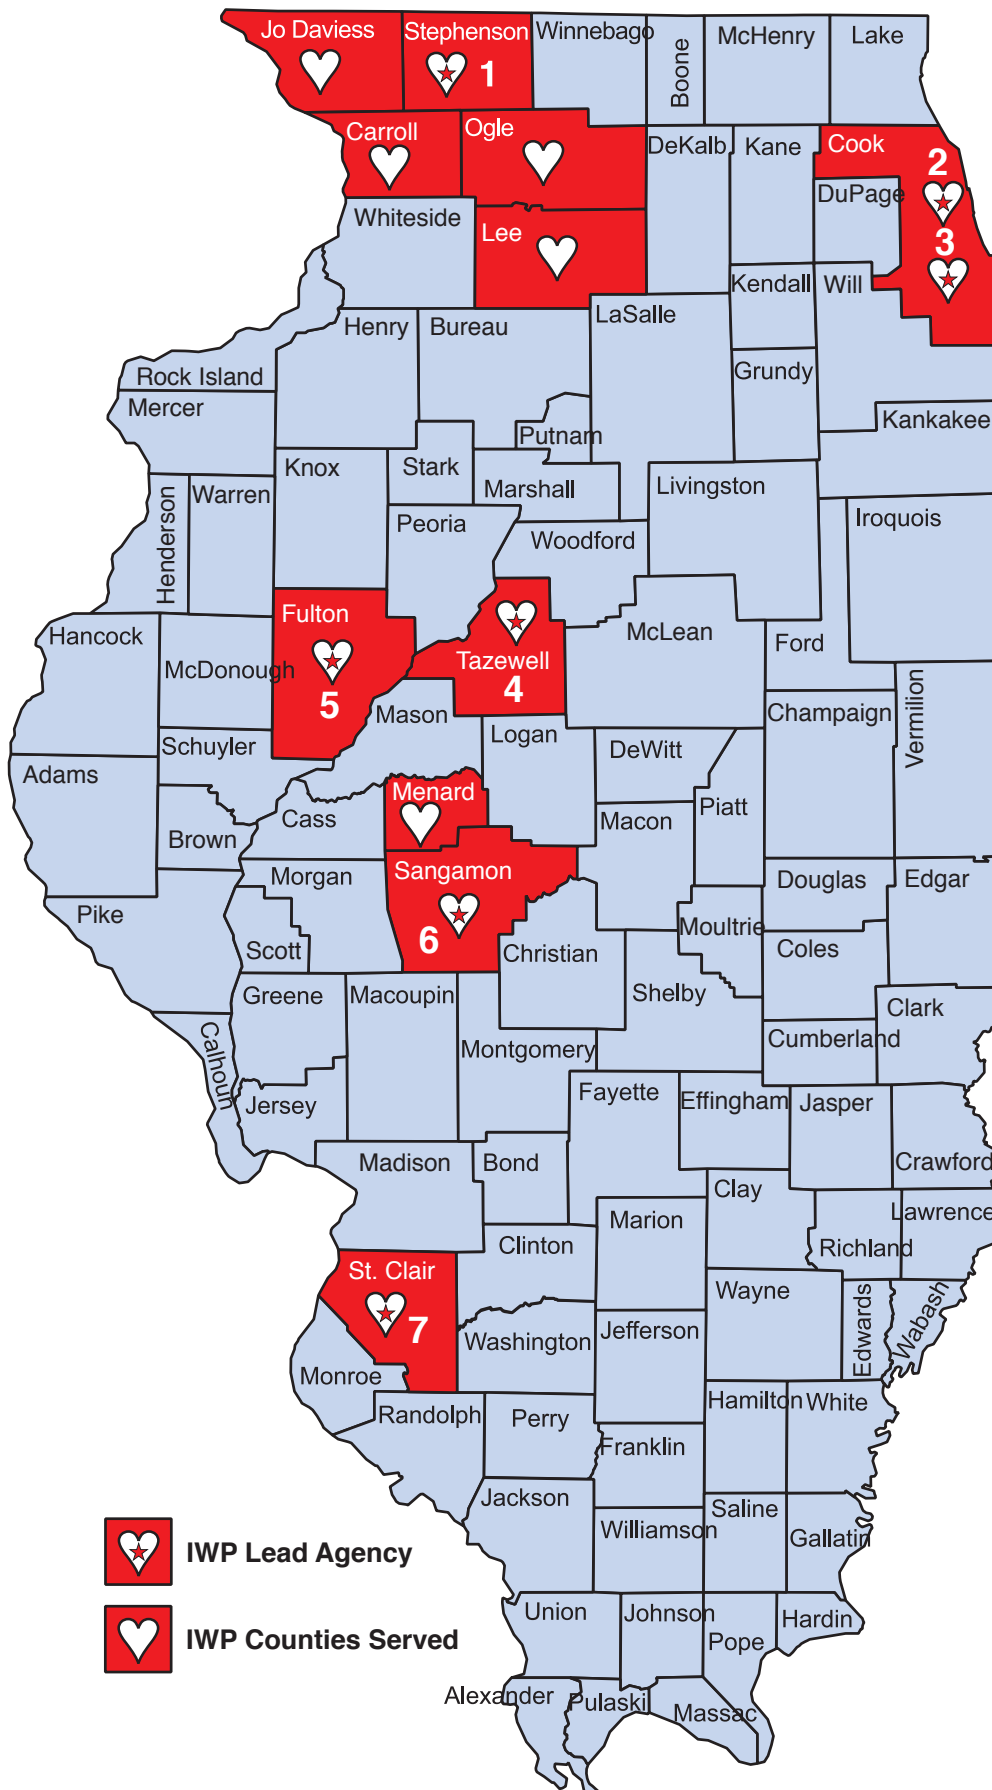 Jo Daviess
Stephenson
1
Winnebago
Boone
McHenry
Lake
Carroll
Ogle
DeKalb
Kane
Cook
2
DuPage
3
Whiteside
Lee
Kendall
Will
Henry
Bureau
LaSalle
Grundy
Rock Island
Mercer
Putnam
Kankakee
Knox
Stark
Marshall
Livingston
Henderson
Warren
Peoria
Woodford
Iroquois
Hancock
McDonough
Fulton
5
Tazewell
4
McLean
Ford
Vermilion
Mason
Logan
Champaign
Schuyler
DeWitt
Adams
Piatt
Menard
Cass
Brown
Macon
Morgan
Sangamon
6
Douglas
Edgar
Pike
Scott
Christian
Moultrie
Coles
Greene
Macoupin
Shelby
Clark
Calhoun
Montgomery
Cumberland
Jersey
Fayette
Effingham
Jasper
Madison
Bond
Clay
Crawford
Marion
Lawrence
Clinton
Richland
St. Clair
7
Wayne
Edwards
Wabash
Washington
Jefferson
Monroe
Randolph
Perry
Hamilton
White
Franklin
Jackson
Williamson
Saline
Gallatin
IWP Lead Agency
Union
Johnson
Pope
Hardin
IWP Counties Served
Alexander
Pulaski
Massac